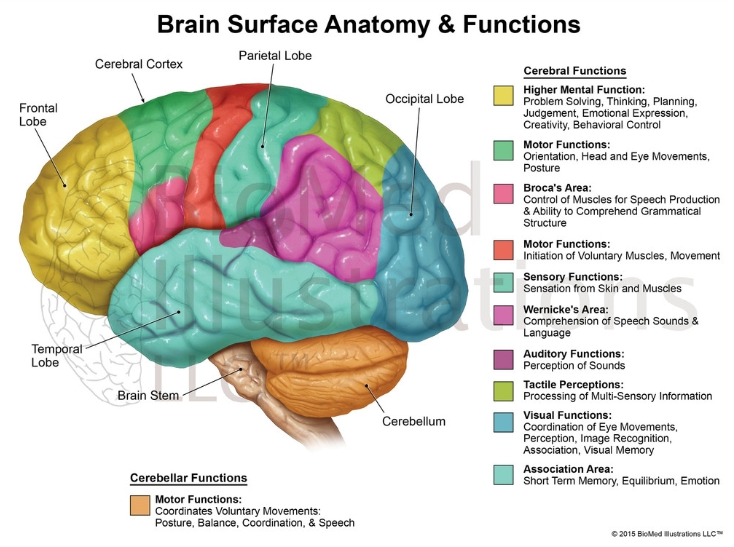 Brain Surface Anatomy & Functions
Parietal Lobe
Cerebral Cortex
Frontal
Lobe
Occipital Lobe
Temporal
Lobe
Brain Stem
Cerebellum
BioMed
Illustrations
LLC
Cerebral Functions
Higher Mental Function:
Problem Solving, Thinking, Planning,
Judgement, Emotional Expression,
Creativity, Behavioral Control
Motor Functions:
Orientation, Head and Eye Movements,
Posture
Broca's Area:
Control of Muscles for Speech Production
& Ability to Comprehend Grammatical
Structure
Motor Functions:
Initiation of Voluntary Muscles, Movement
Sensory Functions:
Sensation from Skin and Muscles
Wernicke's Area:
Comprehension of Speech Sounds &
Language
Auditory Functions:
Perception of Sounds
Tactile Perceptions:
Processing of Multi-Sensory Information
Visual Functions:
Coordination of Eye Movements,
Perception, Image Recognition,
Association, Visual Memory
Association Area:
Short Term Memory, Equilibrium, Emotion
Cerebellar Functions
Motor Functions:
Coordinates Voluntary Movements:
Posture, Balance, Coordination, & Speech
© 2015 BioMed Illustrations LLC™